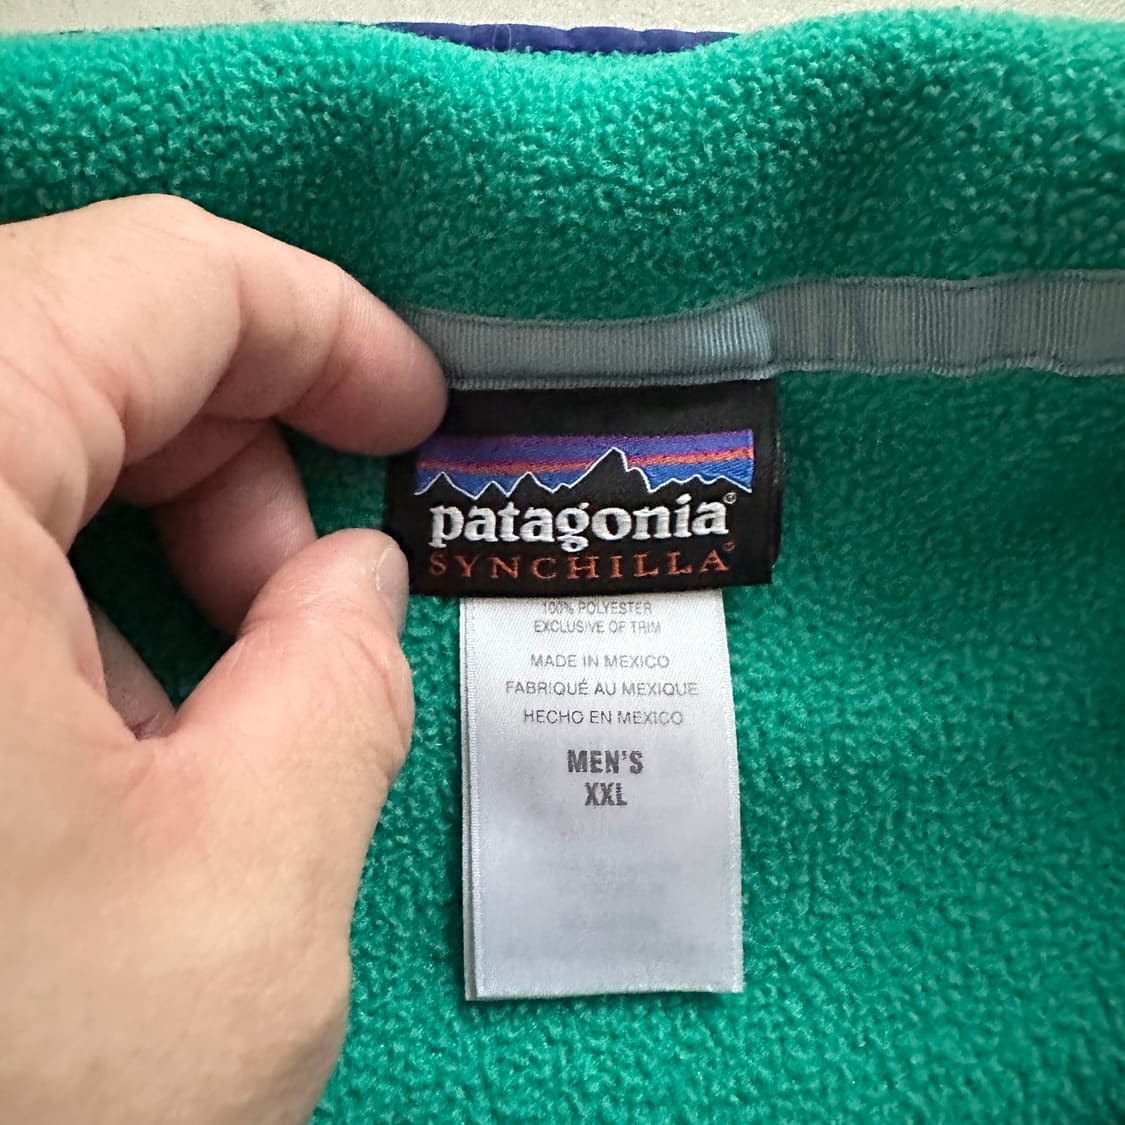 patagonia®
SYNCHILLA®
100% POLYESTER
EXCLUSIVE OF TRIM
MADE IN MEXICO
FABRIQUÉ AU MEXIQUE
HECHO EN MEXICO
MEN'S
XXL